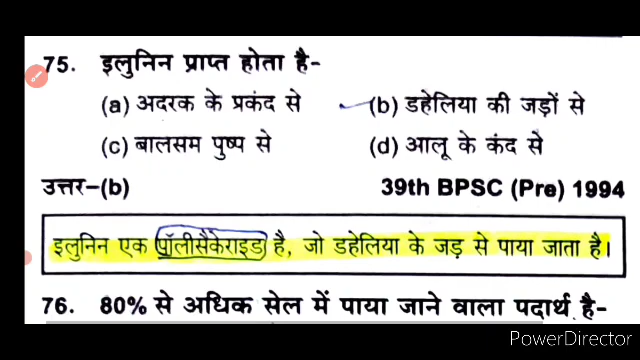 75. इलुनिन प्राप्त होता है-
(a) अदरक के प्रकंद से (b) डहेलिया की जड़ों से
(c) बालसम पुष्प से (d) आलू के कंद से
उत्तर–(b) 39th BPSC (Pre) 1994
इलुनिन एक पॉलीसैकेराइड है, जो डहेलिया के जड़ से पाया जाता है।
76. 80% से अधिक सेल में पाया जाने वाला पदार्थ है-
PowerDirector